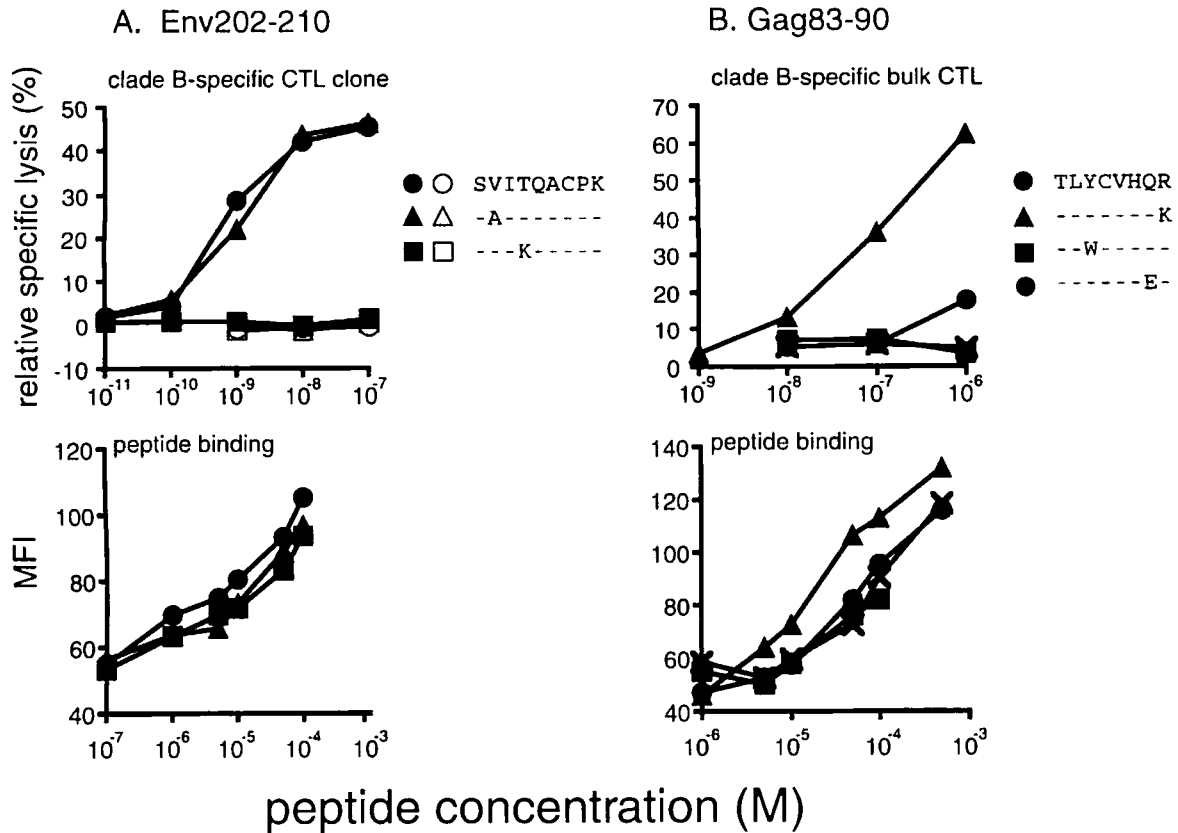 A. Env202-210
clade B-specific CTL clone
relative specific lysis (%)
50
40
30
20
10
0
-10
10-11
10-10
10-9
10-8
10-7
SVITQACPK
-A-------
---K-----
peptide binding
MFI
120
100
80
60
40
10-7
10-6
10-5
10-4
10-3
B. Gag83-90
clade B-specific bulk CTL
70
60
50
40
30
20
10
0
10-9
10-8
10-7
10-6
TLYCVHQR
-------K
--W-----
------E-
peptide binding
140
120
100
80
60
40
10-6
10-5
10-4
10-3
peptide concentration (M)